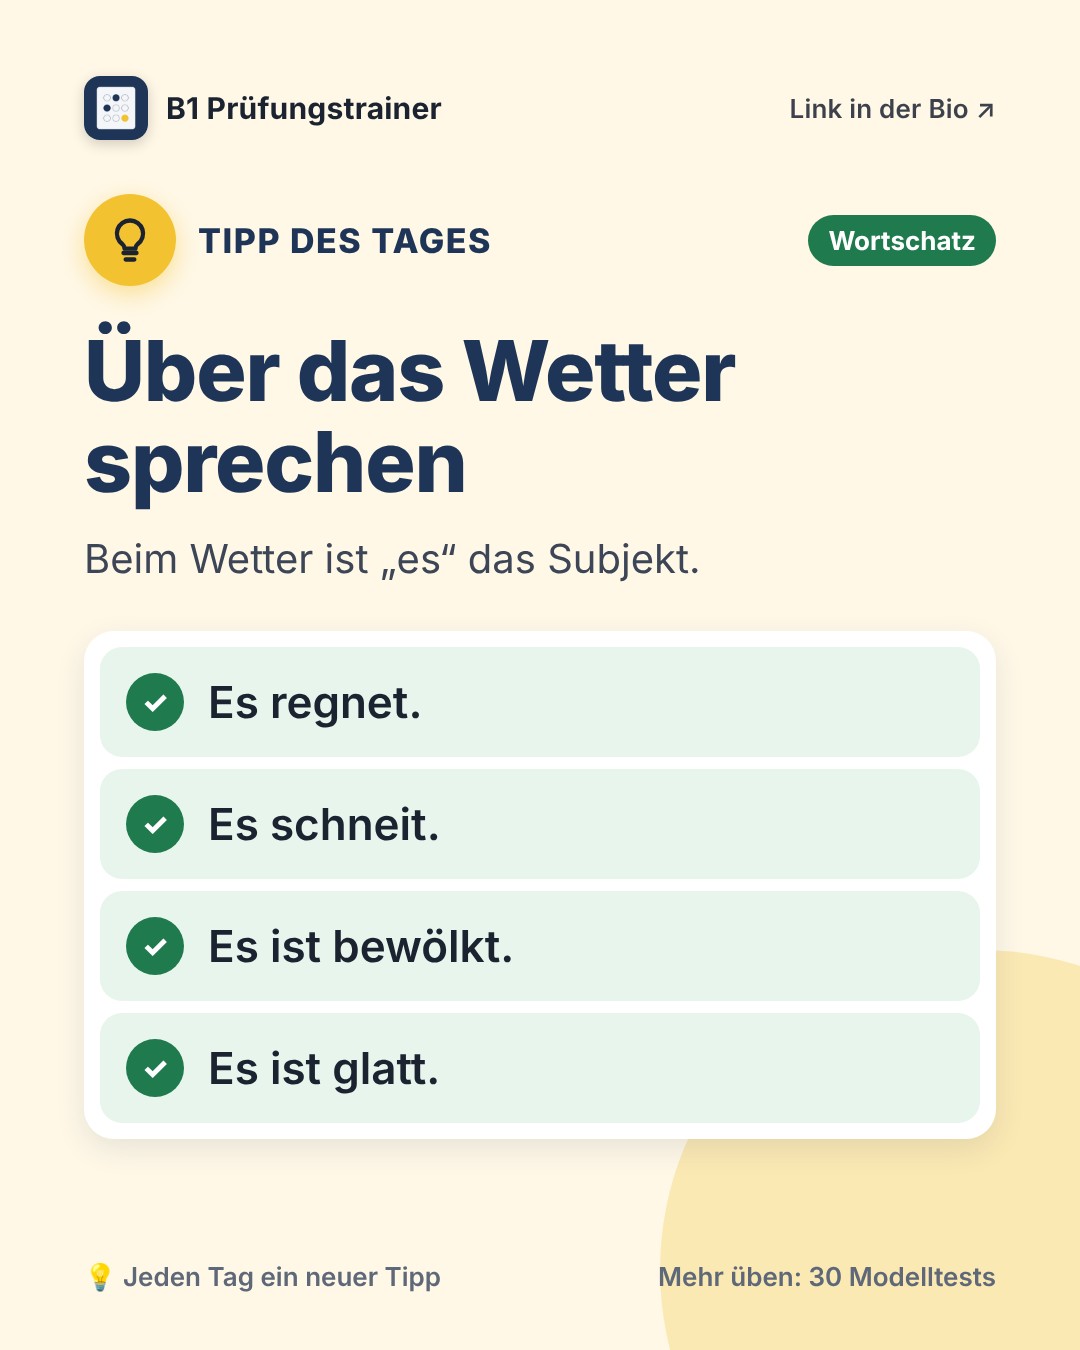 B1 Prüfungstrainer
Link in der Bio ↗
TIPP DES TAGES
Wortschatz
Über das Wetter
sprechen
Beim Wetter ist „es“ das Subjekt.
Es regnet.
Es schneit.
Es ist bewölkt.
Es ist glatt.
💡 Jeden Tag ein neuer Tipp
Mehr üben: 30 Modelltests